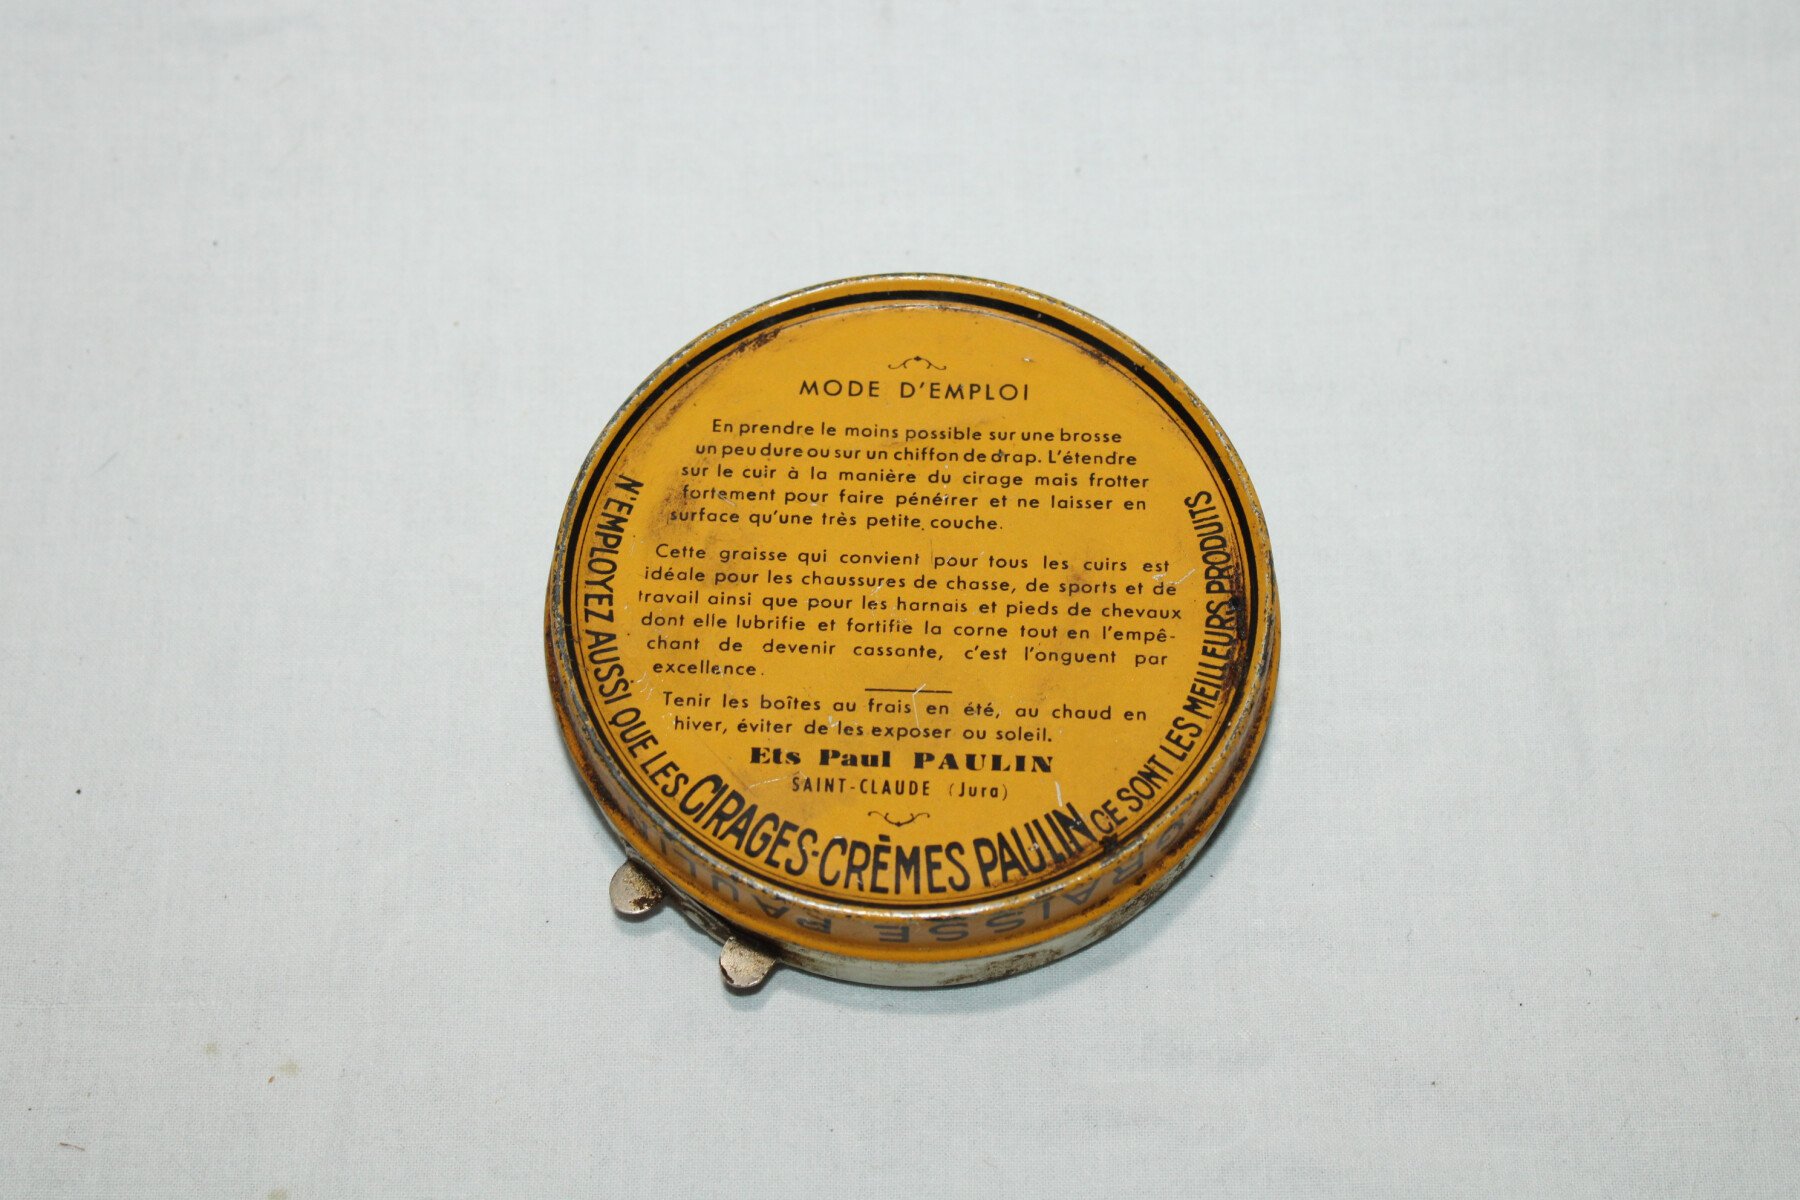 MODE D'EMPLOI
En prendre le moins possible sur une brosse
un peu dure ou sur un chiffon de drap. L'étendre
sur le cuir à la manière du cirage mais frotter
fortement pour faire pénétrer et ne laisser en
surface qu'une très petite couche.
Cette graisse qui convient pour tous les cuirs est
idéale pour les chaussures de chasse, de sports et de
travail ainsi que pour les harnais et pieds de chevaux
dont elle lubrifie et fortifie la corne tout en l'empê-
chant de devenir cassante, c'est l'onguent par
excellence.
Tenir les boîtes au frais en été, au chaud en
hiver, éviter de les exposer ou soleil.
Ets Paul PAULIN
SAINT-CLAUDE (Jura)
N'EMPLOYEZ AUSSI QUE LES CIRAGES-CRÈMES PAULIN CE SONT LES MEILLEURS PRODUITS
GRAISSE PAULIN